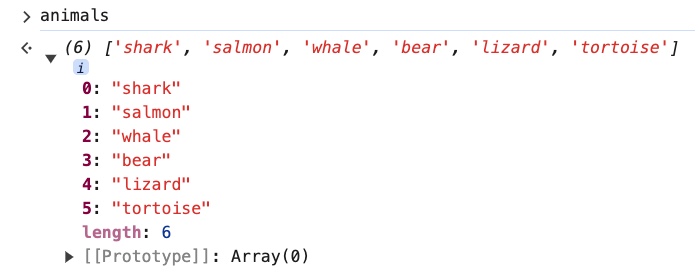 > animals
(6) ['shark', 'salmon', 'whale', 'bear', 'lizard', 'tortoise']
i
0: "shark"
1: "salmon"
2: "whale"
3: "bear"
4: "lizard"
5: "tortoise"
length: 6
[[Prototype]]: Array(0)